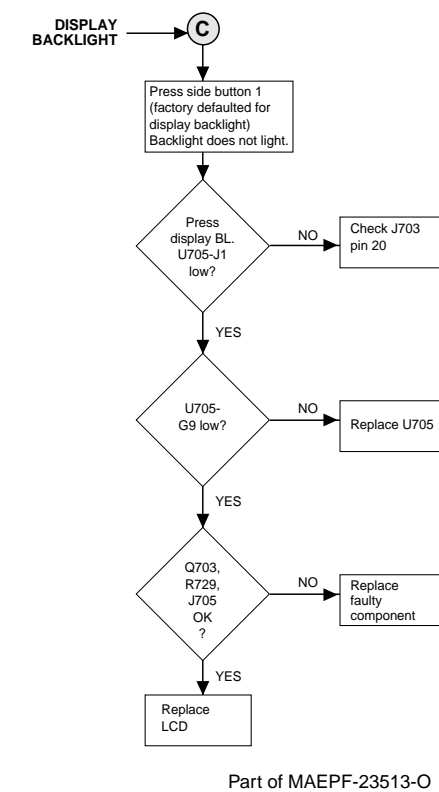 DISPLAY
BACKLIGHT
C
Press side button 1
(factory defaulted for
display backlight)
Backlight does not light.
Press
display BL.
U705-J1
low?
NO
Check J703
pin 20
YES
U705-
G9 low?
NO
Replace U705
YES
Q703,
R729,
J705
OK
?
NO
Replace
faulty
component
YES
Replace
LCD
Part of MAEPF-23513-O